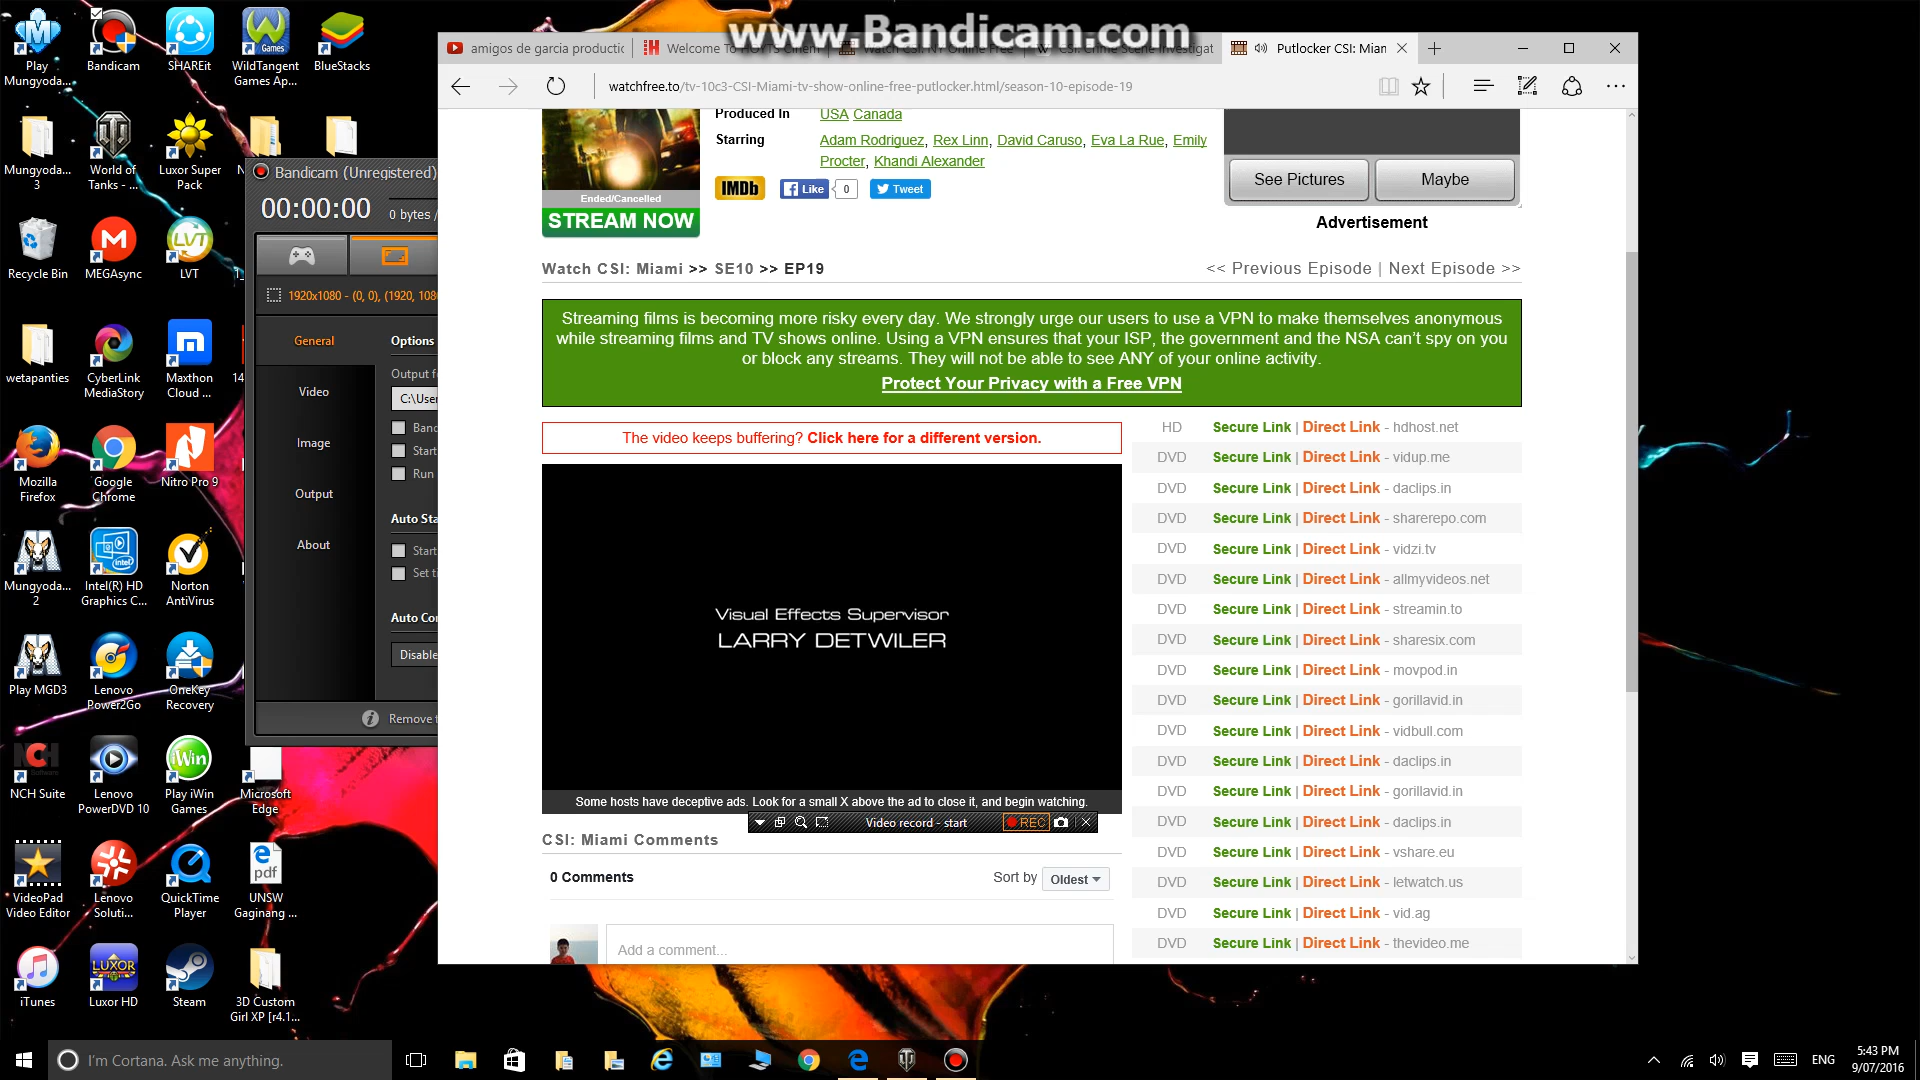 www.Bandicam.com
Play Mungyoda...
Bandicam
SHAREit
WildTangent Games Ap...
BlueStacks
Mungyoda... 3
World of Tanks - ...
Luxor Super Pack
Recycle Bin
MEGAsync
LVT
wetapanties
CyberLink MediaStory
Maxthon Cloud ...
Mozilla Firefox
Google Chrome
Nitro Pro 9
Mungyoda... 2
Intel(R) HD Graphics C...
Norton AntiVirus
Play MGD3
Lenovo Power2Go
OneKey Recovery
NCH Suite
Lenovo PowerDVD 10
Play iWin Games
Microsoft Edge
VideoPad Video Editor
Lenovo Soluti...
QuickTime Player
UNSW Gaginang ...
iTunes
Luxor HD
Steam
3D Custom Girl XP [r4.1...
Bandicam (Unregistered)
00:00:00
0 bytes /
1920x1080 - (0, 0), (1920, 108
General
Video
Image
Output
About
Options
Output fo
C:\User
Band
Start
Run
Auto Sta
Start
Set ti
Auto Cor
Disable
Remove t
amigos de garcia productic
Welcome To HOYTS Cinem
Watch CSI: NY Online Free
CSI: Crime Scene Investigat
Putlocker CSI: Mian
watchfree.to/tv-10c3-CSI-Miami-tv-show-online-free-putlocker.html/season-10-episode-19
Produced In USA Canada
Starring Adam Rodriguez, Rex Linn, David Caruso, Eva La Rue, Emily
Procter, Khandi Alexander
IMDb Like 0 Tweet
Ended/Cancelled
STREAM NOW
See Pictures Maybe
Advertisement
Watch CSI: Miami >> SE10 >> EP19
<< Previous Episode | Next Episode >>
Streaming films is becoming more risky every day. We strongly urge our users to use a VPN to make themselves anonymous
while streaming films and TV shows online. Using a VPN ensures that your ISP, the government and the NSA can't spy on you
or block any streams. They will not be able to see ANY of your online activity.
Protect Your Privacy with a Free VPN
The video keeps buffering? Click here for a different version.
Visual Effects Supervisor
LARRY DETWILER
Some hosts have deceptive ads. Look for a small X above the ad to close it, and begin watching.
Video record - start REC
CSI: Miami Comments
0 Comments
Sort by Oldest
Add a comment...
HD Secure Link | Direct Link - hdhost.net
DVD Secure Link | Direct Link - vidup.me
DVD Secure Link | Direct Link - daclips.in
DVD Secure Link | Direct Link - sharerepo.com
DVD Secure Link | Direct Link - vidzi.tv
DVD Secure Link | Direct Link - allmyvideos.net
DVD Secure Link | Direct Link - streamin.to
DVD Secure Link | Direct Link - sharesix.com
DVD Secure Link | Direct Link - movpod.in
DVD Secure Link | Direct Link - gorillavid.in
DVD Secure Link | Direct Link - vidbull.com
DVD Secure Link | Direct Link - daclips.in
DVD Secure Link | Direct Link - gorillavid.in
DVD Secure Link | Direct Link - daclips.in
DVD Secure Link | Direct Link - vshare.eu
DVD Secure Link | Direct Link - letwatch.us
DVD Secure Link | Direct Link - vid.ag
DVD Secure Link | Direct Link - thevideo.me
I'm Cortana. Ask me anything.
ENG
5:43 PM
9/07/2016